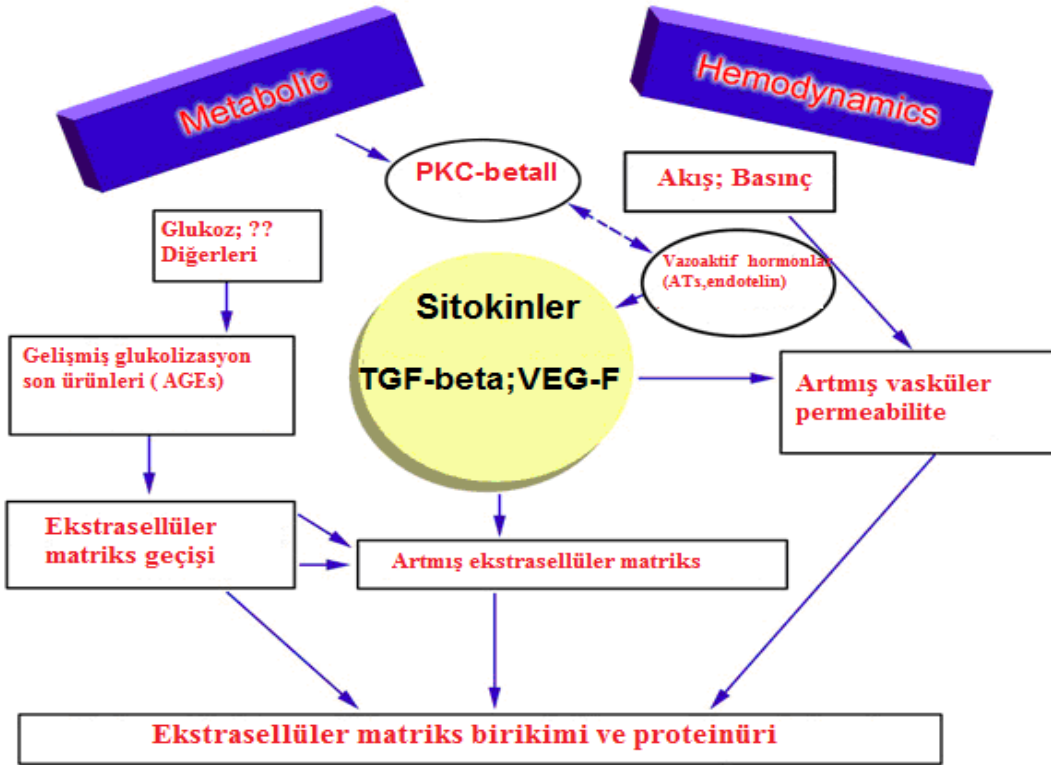 Metabolic
Hemodynamics
PKC-betaII
Akış; Basınç
Glukoz; ??
Diğerleri
Vazoaktif hormonlar
(ATs,endotelin)
Sitokinler
TGF-beta;VEG-F
Gelişmiş glukolizasyon
son ürünleri ( AGEs)
Artmış vasküler
permeabilite
Ekstrasellüler
matriks geçişi
Artmış ekstrasellüler matriks
Ekstrasellüler matriks birikimi ve proteinüri